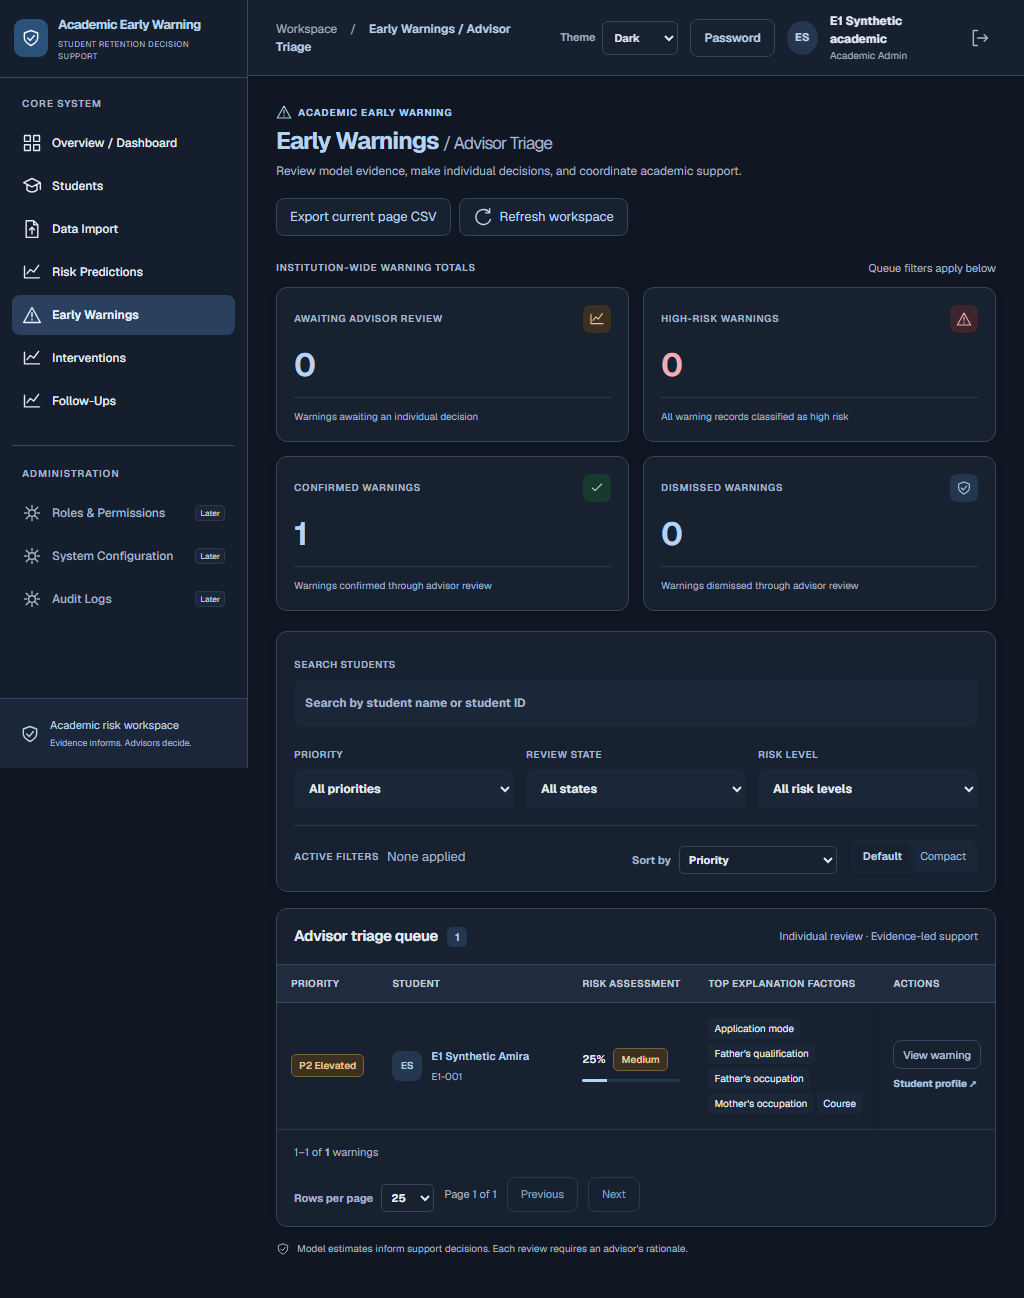 Academic Early Warning
STUDENT RETENTION DECISION
SUPPORT
CORE SYSTEM
Overview / Dashboard
Students
Data Import
Risk Predictions
Early Warnings
Interventions
Follow-Ups
ADMINISTRATION
Roles & Permissions Later
System Configuration Later
Audit Logs Later
Academic risk workspace
Evidence informs. Advisors decide.
Workspace / Early Warnings / Advisor
Triage
Theme Dark Password ES
E1 Synthetic
academic
Academic Admin
ACADEMIC EARLY WARNING
Early Warnings / Advisor Triage
Review model evidence, make individual decisions, and coordinate academic support.
Export current page CSV Refresh workspace
INSTITUTION-WIDE WARNING TOTALS Queue filters apply below
AWAITING ADVISOR REVIEW
0
Warnings awaiting an individual decision
HIGH-RISK WARNINGS
0
All warning records classified as high risk
CONFIRMED WARNINGS
1
Warnings confirmed through advisor review
DISMISSED WARNINGS
0
Warnings dismissed through advisor review
SEARCH STUDENTS
Search by student name or student ID
PRIORITY REVIEW STATE RISK LEVEL
All priorities All states All risk levels
ACTIVE FILTERS None applied Sort by Priority Default Compact
Advisor triage queue 1 Individual review · Evidence-led support
PRIORITY STUDENT RISK ASSESSMENT TOP EXPLANATION FACTORS ACTIONS
P2 Elevated
ES
E1 Synthetic Amira
E1-001
25% Medium
Application mode
Father's qualification
Father's occupation
Mother's occupation Course
View warning
Student profile ↗
1–1 of 1 warnings
Rows per page 25 Page 1 of 1 Previous Next
Model estimates inform support decisions. Each review requires an advisor's rationale.